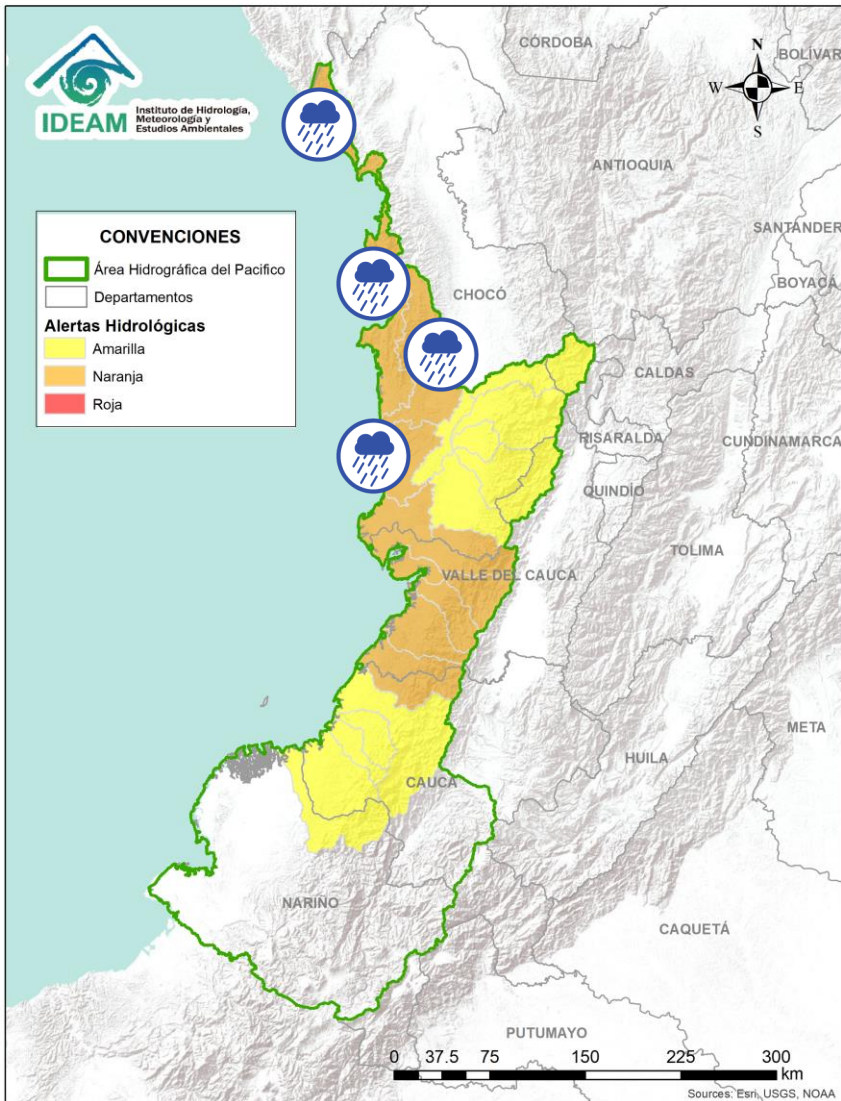 IDEAM
Instituto de Hidrología,
Meteorología y
Estudios Ambientales
CÓRDOBA
BOLÍVAR
N
W
E
S
ANTIOQUIA
SANTANDER
BOYACÁ
CONVENCIONES
Área Hidrográfica del Pacifico
Departamentos
Alertas Hidrológicas
Amarilla
Naranja
Roja
CHOCÓ
CALDAS
RISARALDA
CUNDINAMARCA
QUINDÍO
TOLIMA
VALLE DEL CAUCA
META
HUILA
CAUCA
NARIÑO
CAQUETÁ
PUTUMAYO
0 37.5 75 150 225 300
km
Sources: Esri, USGS, NOAA